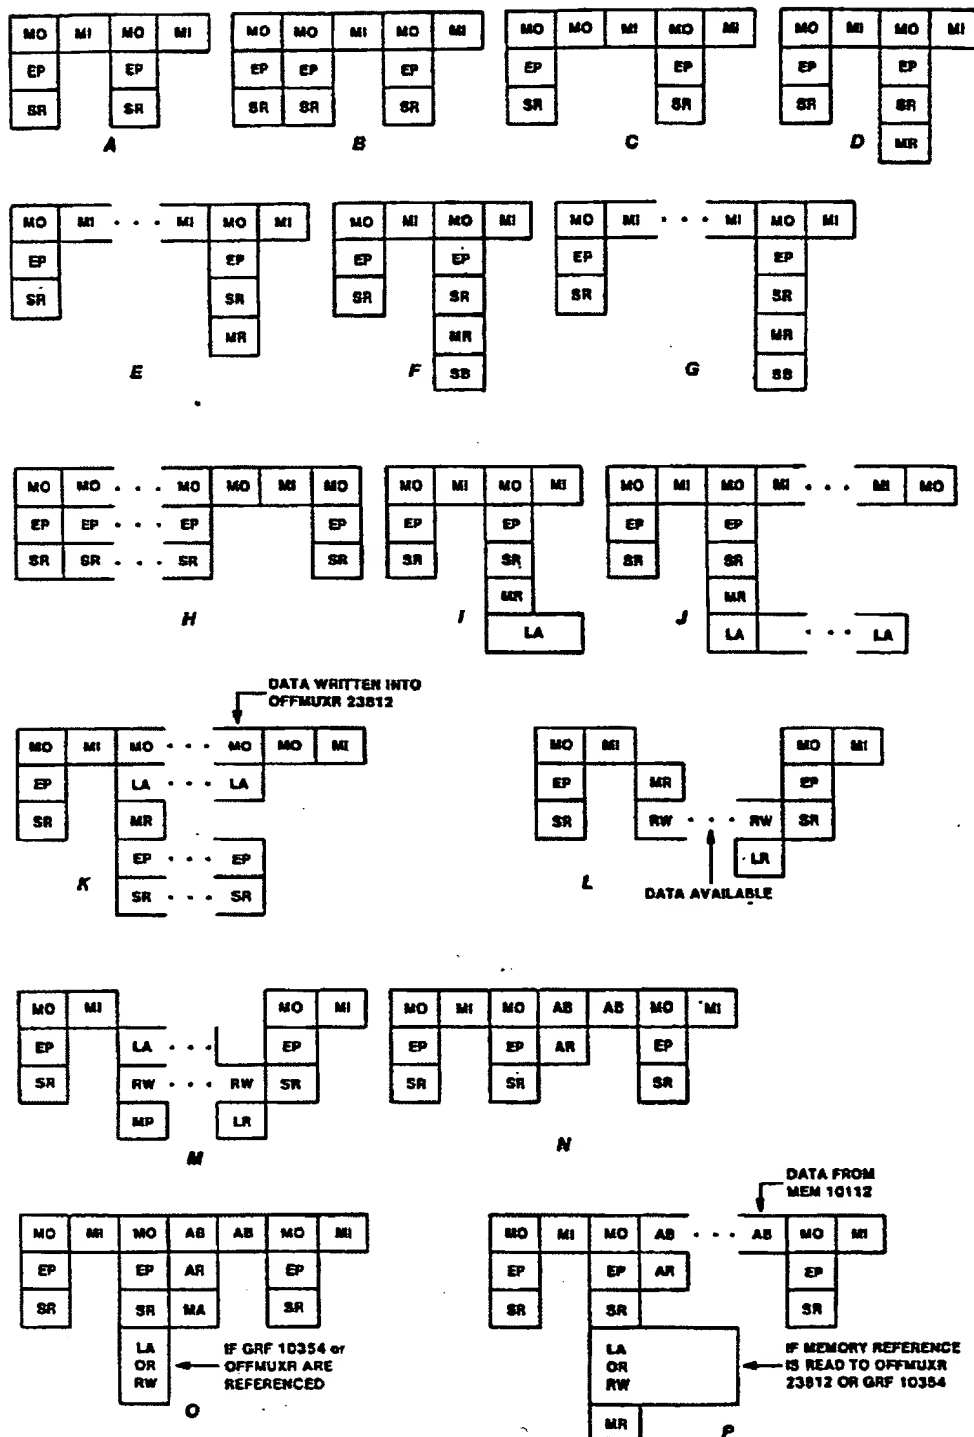 MO MI MO MI
EP EP
SR SR
A
MO MO MI MO MI
EP EP EP
SR SR SR
B
MO MO MI MO MI
EP EP
SR SR
C
MO MI MO MI
EP EP
SR SR
MR
D
MO MI . . . MI MO MI
EP EP
SR SR
MR
E
MO MI MO MI
EP EP
SR SR
MR
SB
F
MO MI . . . MI MO MI
EP EP
SR SR
MR
SB
G
MO MO . . . MO MO MI MO
EP EP . . . EP EP
SR SR . . . SR SR
H
MO MI MO MI
EP EP
SR SR
MR
LA
I
MO MI MO MI . . . MI MO
EP EP
SR SR
MR
LA . . . LA
J
DATA WRITTEN INTO
OFFMUXR 23812
MO MI MO . . . MO MO MI
EP LA . . . LA
SR MR
EP . . . EP
SR . . . SR
K
MO MI MO MI
EP MR EP
SR RW . . . RW SR
LR
DATA AVAILABLE
L
MO MI MO MI
EP LA . . . EP
SR RW . . . RW SR
MP LR
M
MO MI MO AB AB MO MI
EP EP AR EP
SR SR SR
N
MO MI MO AB AB MO MI
EP EP AR EP
SR SR MA SR
LA
OR
RW
IF GRF 10354 or
OFFMUXR ARE
REFERENCED
O
DATA FROM
MEM 10112
MO MI MO AB . . . AB MO MI
EP EP AR EP
SR SR SR
LA
OR
RW
IF MEMORY REFERENCE
IS READ TO OFFMUXR
23812 OR GRF 10354
MR
P